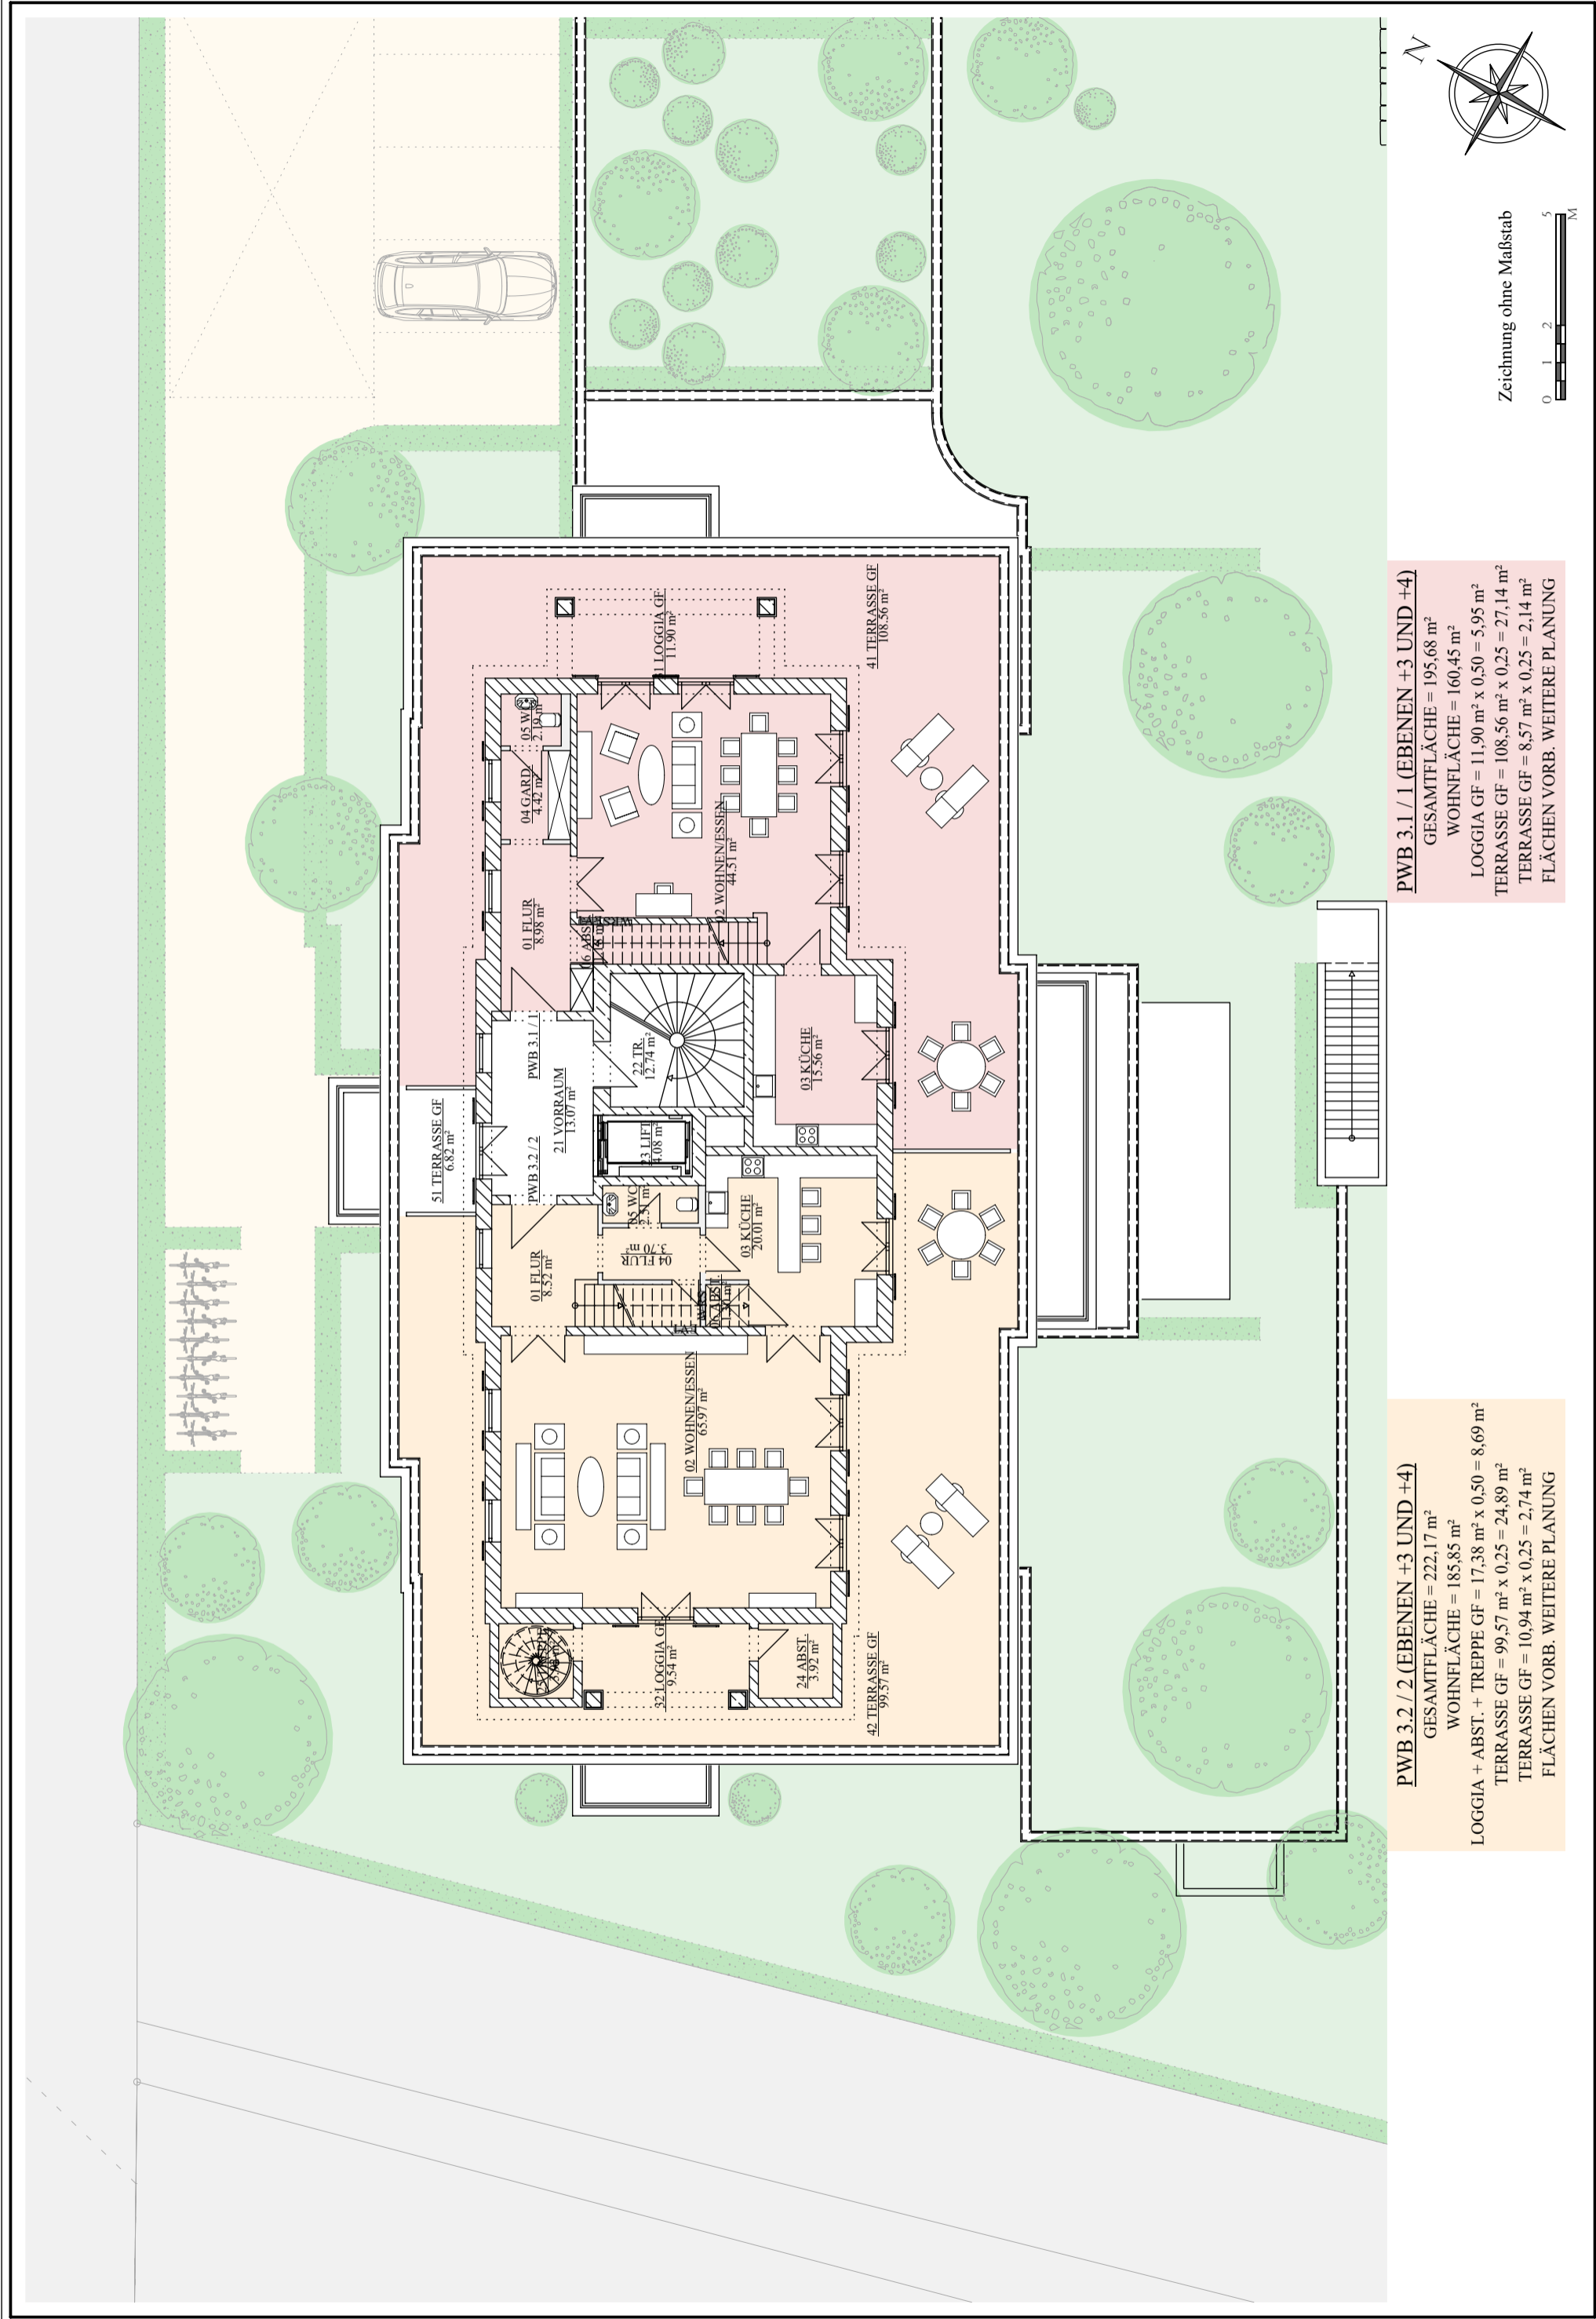 N
Zeichnung ohne Maßstab
0 1 2 5
M
41 TERRASSE GF
108.56 m²
LOGGIA GF
11.90 m²
05 W
2.19 m²
04 GARD.
4.42 m²
02 WOHNEN/ESSEN
44.51 m²
01 FLUR
8.98 m²
06 ABST.
22 TR.
12.74 m²
03 KÜCHE
15.56 m²
PWB 3.1 / 1
21 VORRAUM
13.07 m²
PWB 3.2 / 2
51 TERRASSE GF
6.82 m²
23 LIFT
4.08 m²
05 WC
03 KÜCHE
20.01 m²
04 FLUR
3.70 m²
01 FLUR
8.52 m²
06 ABST.
02 WOHNEN/ESSEN
65.97 m²
32 LOGGIA GF
9.54 m²
24 ABST.
3.92 m²
42 TERRASSE GF
99.57 m²
PWB 3.2 / 2 (EBENEN +3 UND +4)
GESAMTFLÄCHE = 222,17 m²
WOHNFLÄCHE = 185,85 m²
LOGGIA + ABST. + TREPPE GF = 17,38 m² x 0,50 = 8,69 m²
TERRASSE GF = 99,57 m² x 0,25 = 24,89 m²
TERRASSE GF = 10,94 m² x 0,25 = 2,74 m²
FLÄCHEN VORB. WEITERE PLANUNG
PWB 3.1 / 1 (EBENEN +3 UND +4)
GESAMTFLÄCHE = 195,68 m²
WOHNFLÄCHE = 160,45 m²
LOGGIA GF = 11,90 m² x 0,50 = 5,95 m²
TERRASSE GF = 108,56 m² x 0,25 = 27,14 m²
TERRASSE GF = 8,57 m² x 0,25 = 2,14 m²
FLÄCHEN VORB. WEITERE PLANUNG